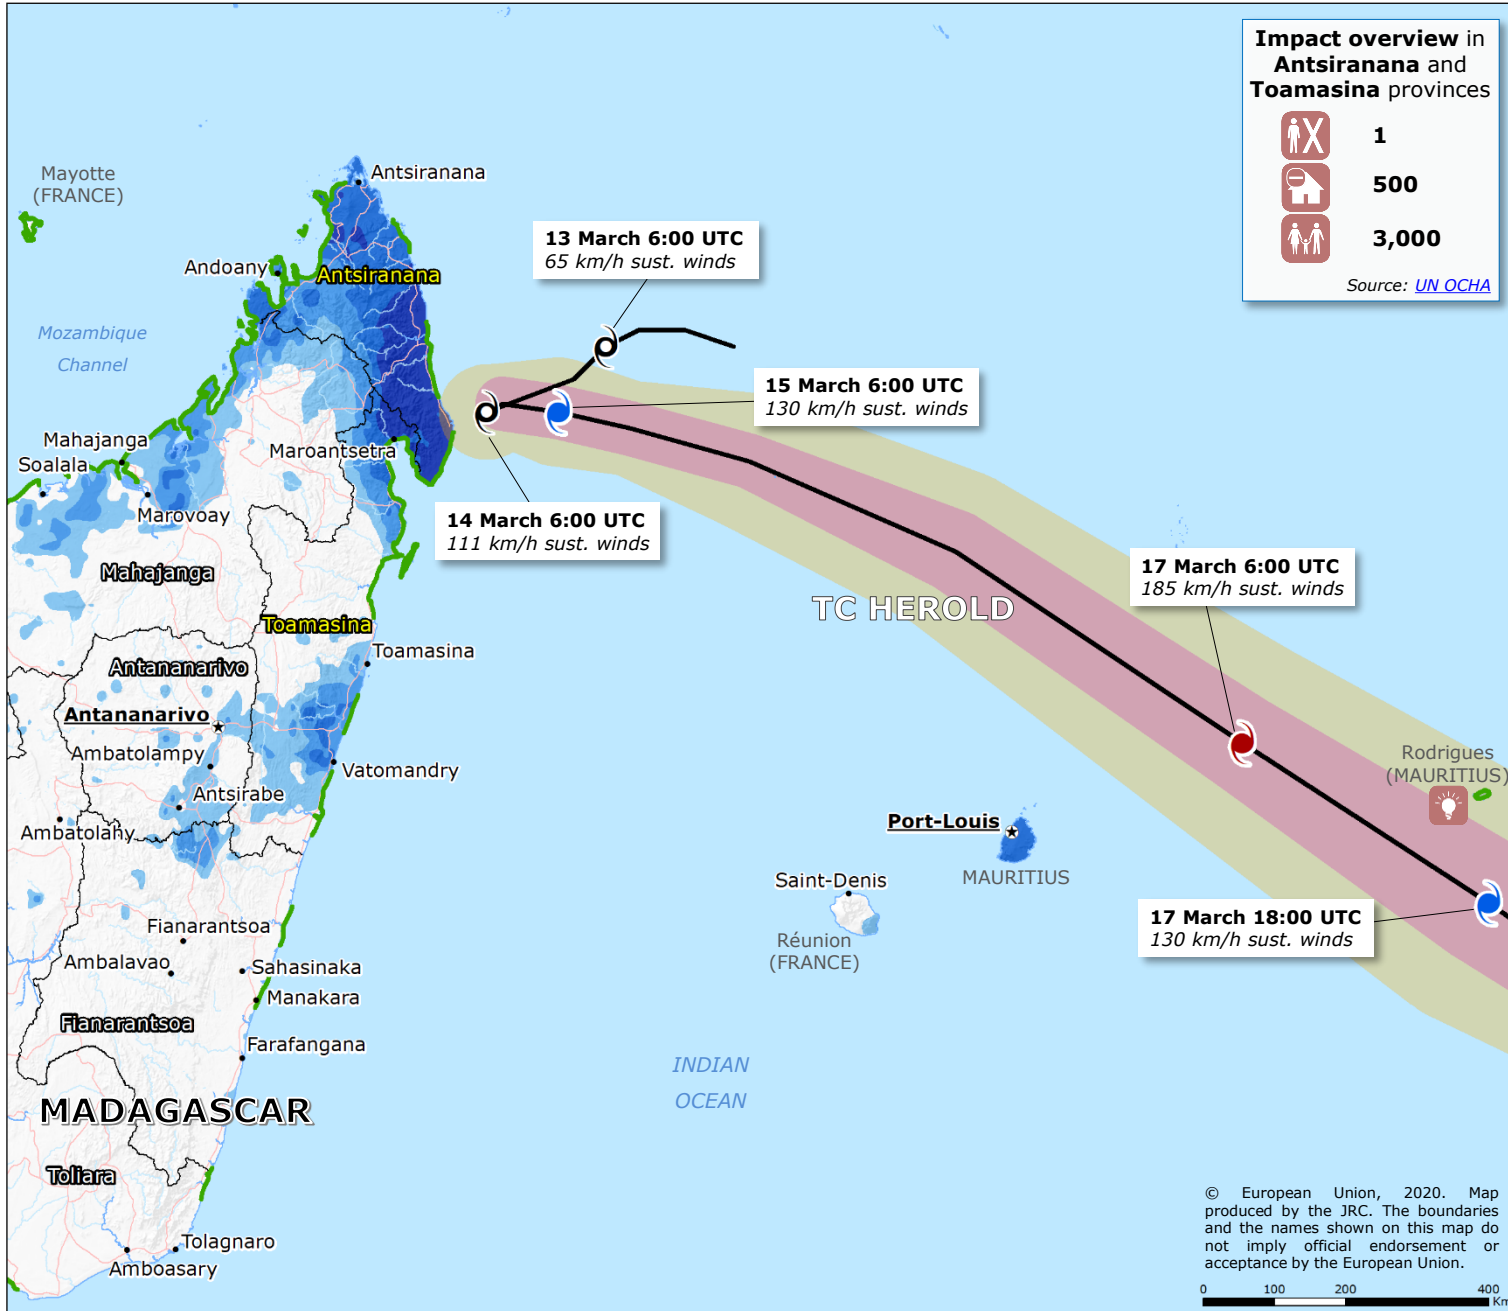 Impact overview in
Antsiranana and
Toamasina provinces
1
500
3,000
Source: UN OCHA
Mayotte
(FRANCE)
Antsiranana
Andoany
Antsiranana
Mozambique
Channel
13 March 6:00 UTC
65 km/h sust. winds
15 March 6:00 UTC
130 km/h sust. winds
Mahajanga
Soalala
Maroantsetra
Marovoay
14 March 6:00 UTC
111 km/h sust. winds
Mahajanga
17 March 6:00 UTC
185 km/h sust. winds
TC HEROLD
Toamasina
Toamasina
Antananarivo
Antananarivo
Ambatolampy
Vatomandry
Antsirabe
Ambatolahy
Rodrigues
(MAURITIUS)
Port-Louis
MAURITIUS
Saint-Denis
Réunion
(FRANCE)
17 March 18:00 UTC
130 km/h sust. winds
Fianarantsoa
Ambalavao
Sahasinaka
Manakara
Fianarantsoa
Farafangana
INDIAN
OCEAN
MADAGASCAR
Toliara
Tolagnaro
Amboasary
© European Union, 2020. Map
produced by the JRC. The boundaries
and the names shown on this map do
not imply official endorsement or
acceptance by the European Union.
0 100 200 400
Km